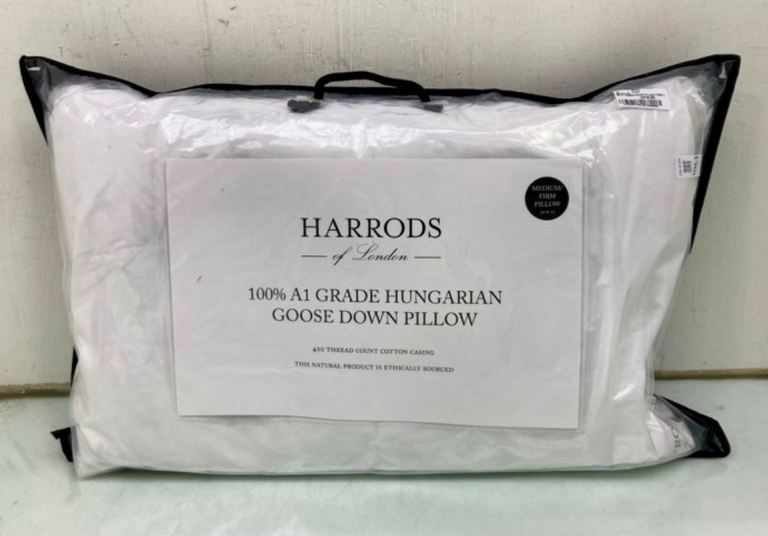 MEDIUM/
FIRM
PILLOW
HARRODS
of London
100% A1 GRADE HUNGARIAN
GOOSE DOWN PILLOW
420 THREAD COUNT COTTON CASING
THIS NATURAL PRODUCT IS ETHICALLY SOURCED